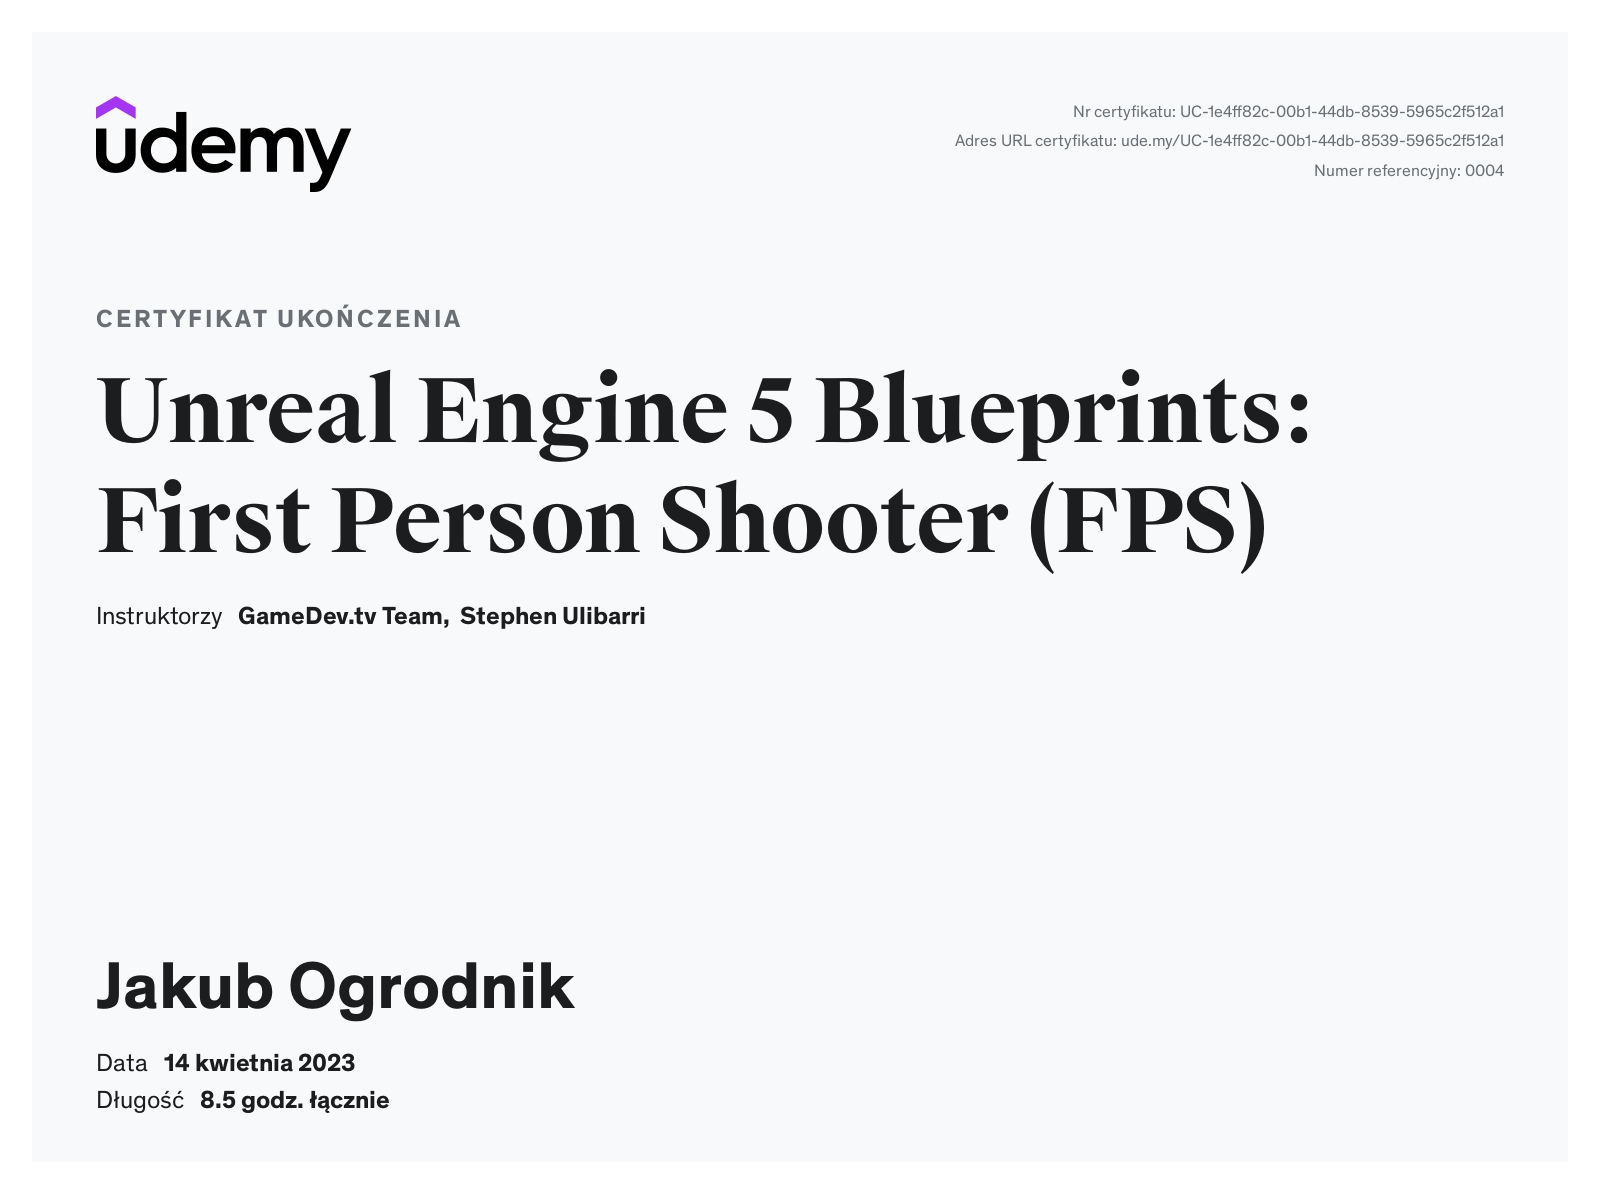 udemy
Nr certyfikatu: UC-1e4ff82c-00b1-44db-8539-5965c2f512a1
Adres URL certyfikatu: ude.my/UC-1e4ff82c-00b1-44db-8539-5965c2f512a1
Numer referencyjny: 0004
CERTYFIKAT UKOŃCZENIA
Unreal Engine 5 Blueprints:
First Person Shooter (FPS)
Instruktorzy GameDev.tv Team, Stephen Ulibarri
Jakub Ogrodnik
Data 14 kwietnia 2023
Długość 8.5 godz. łącznie